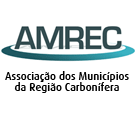 AMREC
Associação dos Municípios
da Região Carbonífera